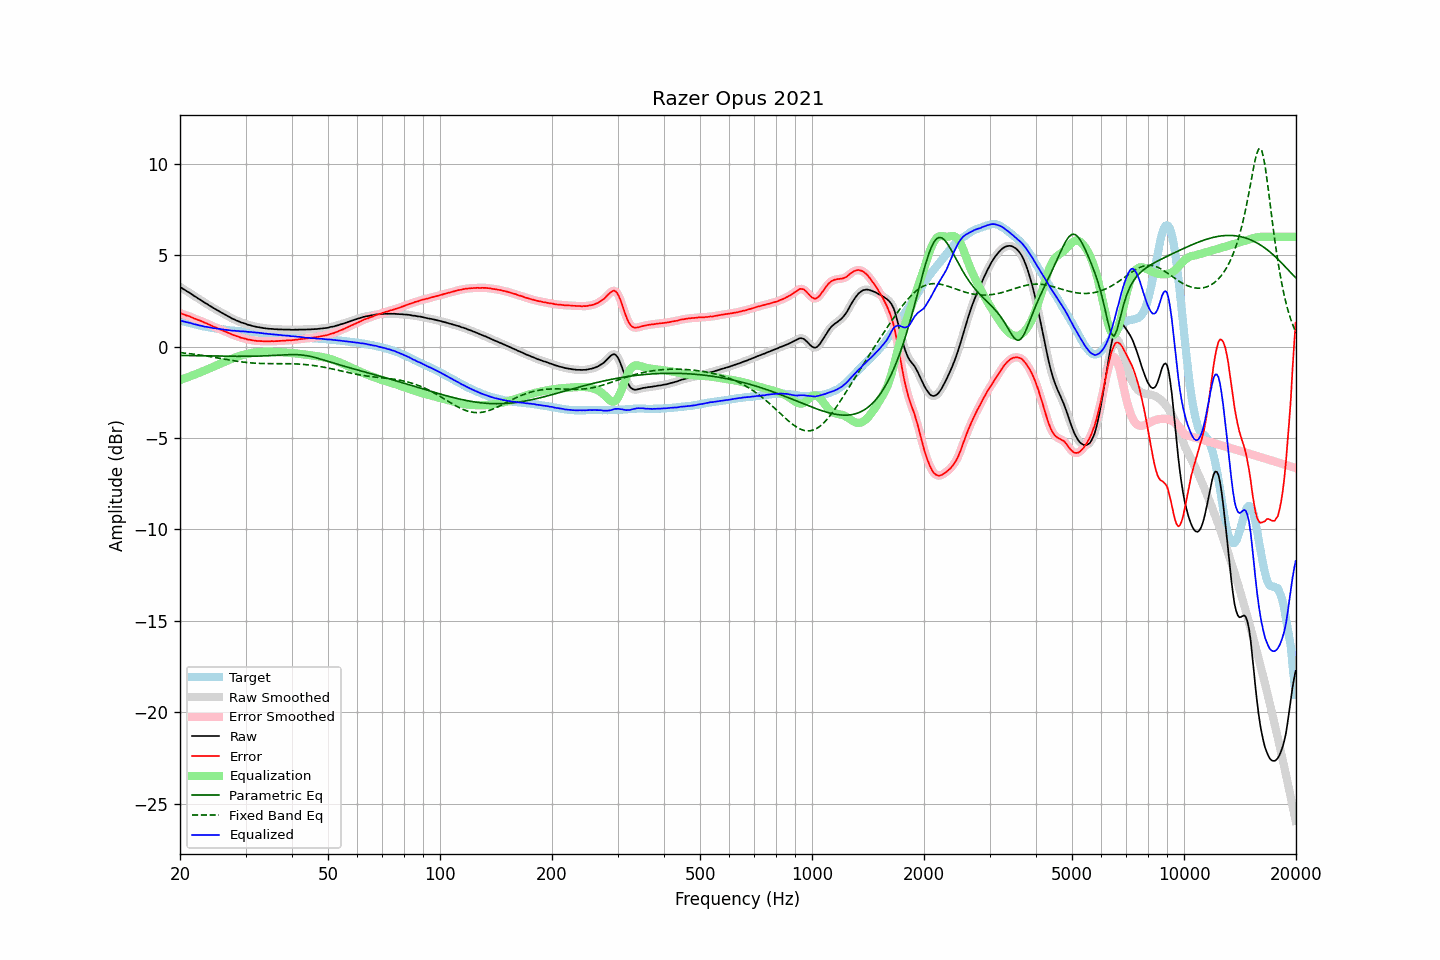 Razer Opus 2021
Amplitude (dBr)
10
5
0
−5
−10
−15
−20
−25
Target
Raw Smoothed
Error Smoothed
Raw
Error
Equalization
Parametric Eq
Fixed Band Eq
Equalized
20 50 100 200 500 1000 2000 5000 10000 20000
Frequency (Hz)